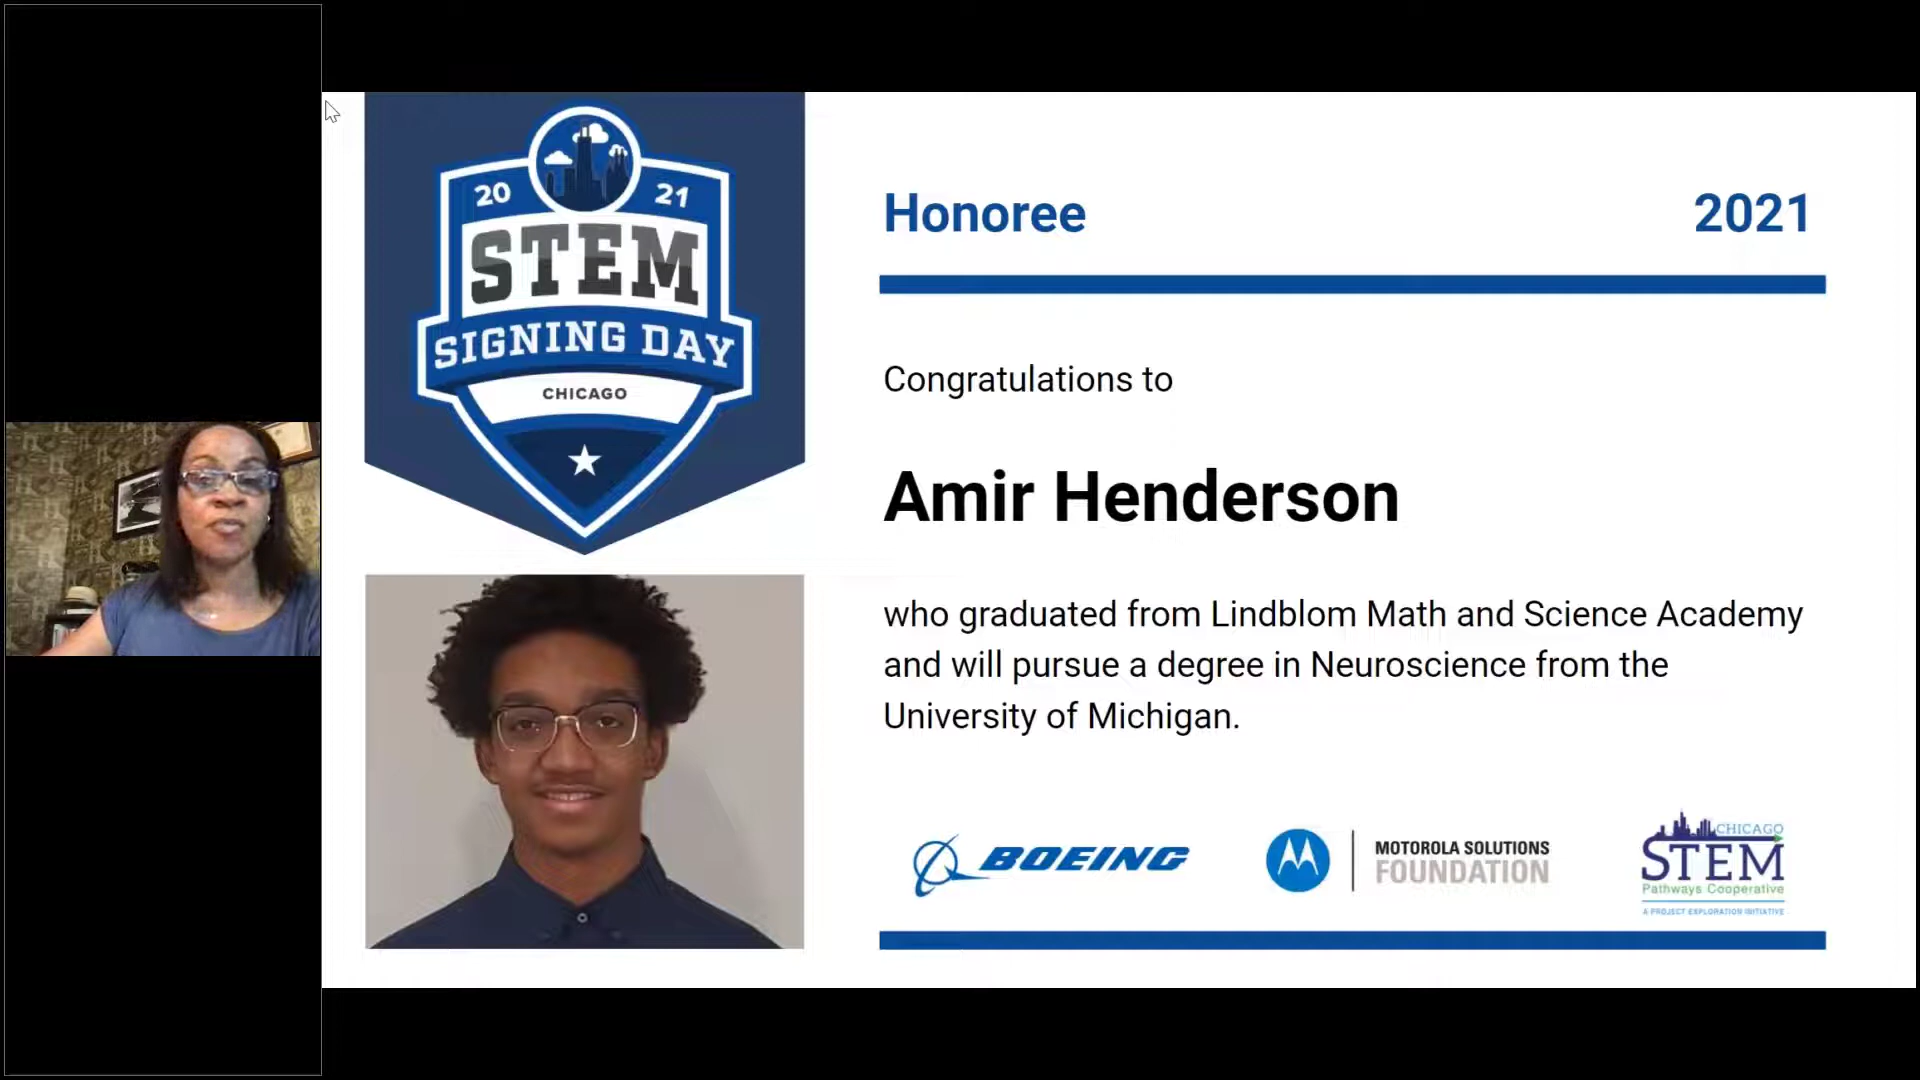 20 21
STEM
SIGNING DAY
CHICAGO
Honoree 2021
Congratulations to
Amir Henderson
who graduated from Lindblom Math and Science Academy
and will pursue a degree in Neuroscience from the
University of Michigan.
BOEING
MOTOROLA SOLUTIONS
FOUNDATION
CHICAGO
STEM
Pathways Cooperative
A PROJECT EXPLORATION INITIATIVE